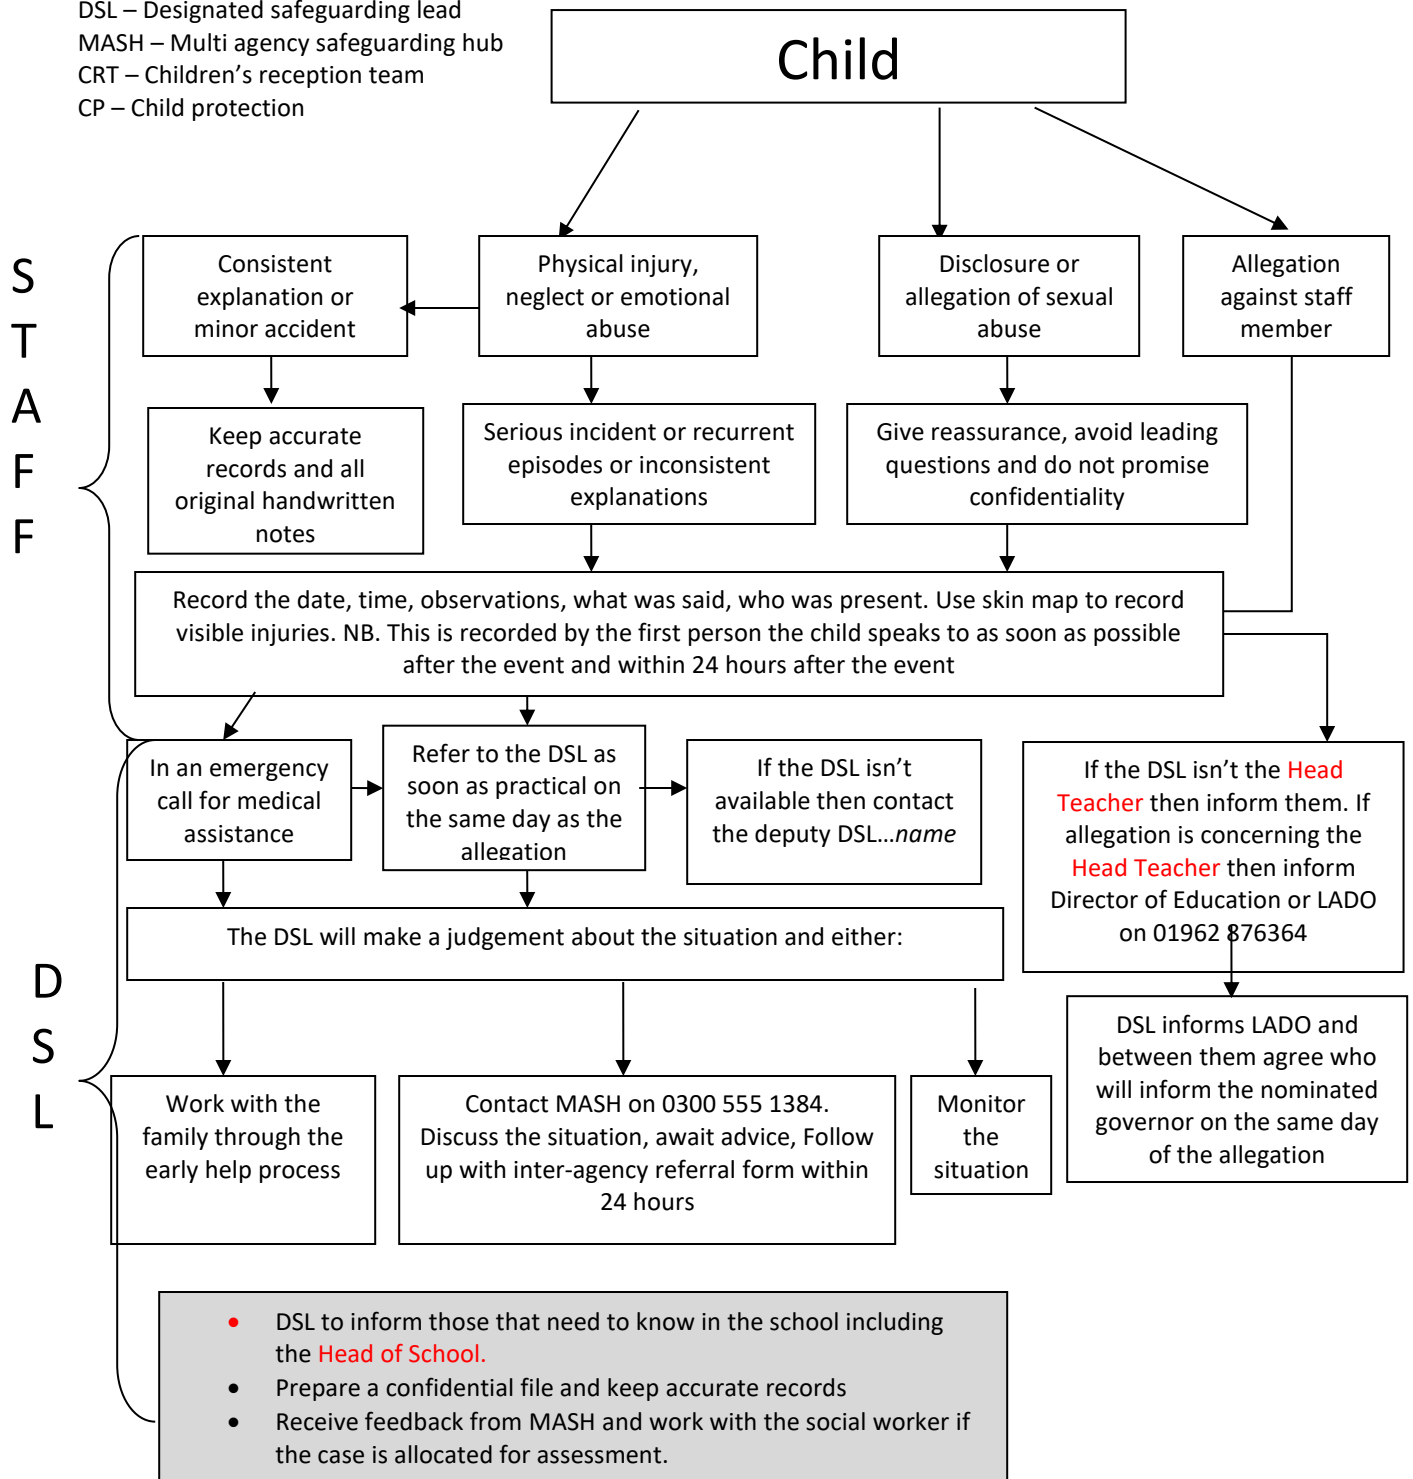 DSL – Designated safeguarding lead
MASH – Multi agency safeguarding hub
CRT – Children’s reception team
CP – Child protection
Child
S
T
A
F
F
Consistent
explanation or
minor accident
Physical injury,
neglect or emotional
abuse
Disclosure or
allegation of sexual
abuse
Allegation
against staff
member
Keep accurate
records and all
original handwritten
notes
Serious incident or recurrent
episodes or inconsistent
explanations
Give reassurance, avoid leading
questions and do not promise
confidentiality
Record the date, time, observations, what was said, who was present. Use skin map to record
visible injuries. NB. This is recorded by the first person the child speaks to as soon as possible
after the event and within 24 hours after the event
In an emergency
call for medical
assistance
Refer to the DSL as
soon as practical on
the same day as the
allegation
If the DSL isn’t
available then contact
the deputy DSL…name
If the DSL isn’t the Head
Teacher then inform them. If
allegation is concerning the
Head Teacher then inform
Director of Education or LADO
on 01962 876364
D
S
L
The DSL will make a judgement about the situation and either:
DSL informs LADO and
between them agree who
will inform the nominated
governor on the same day
of the allegation
Work with the
family through the
early help process
Contact MASH on 0300 555 1384.
Discuss the situation, await advice, Follow
up with inter-agency referral form within
24 hours
Monitor
the
situation
• DSL to inform those that need to know in the school including
the Head of School.
• Prepare a confidential file and keep accurate records
• Receive feedback from MASH and work with the social worker if
the case is allocated for assessment.